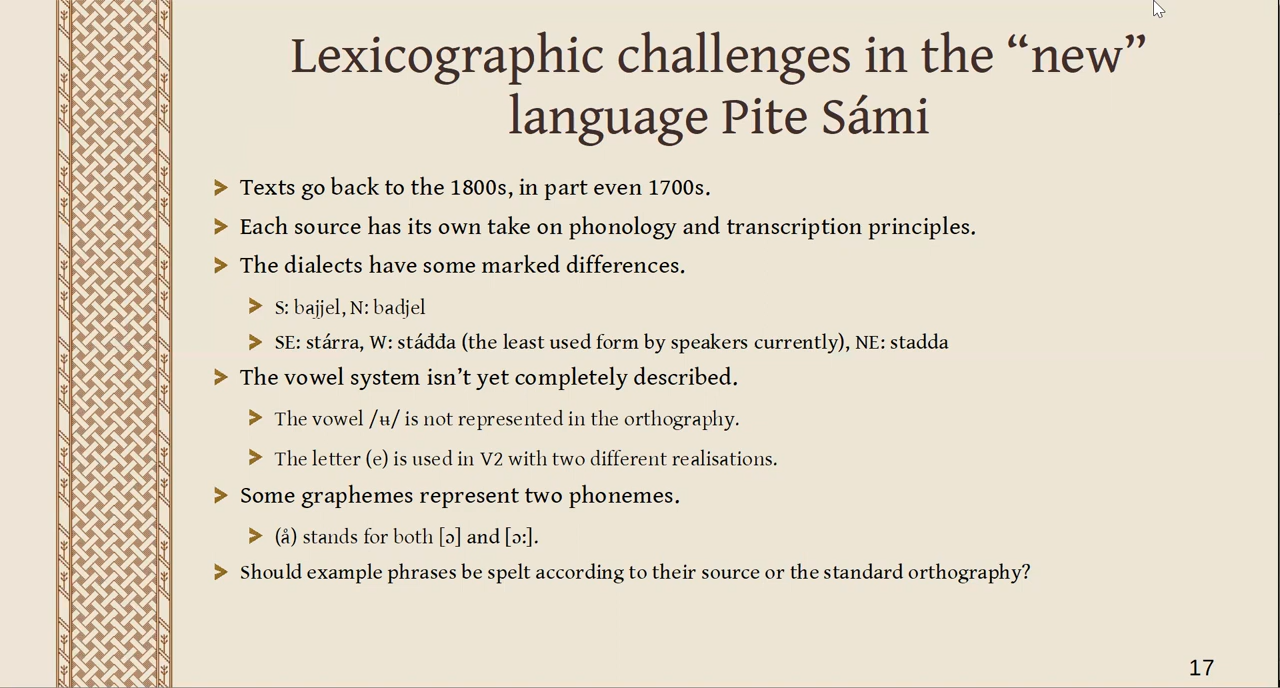 Lexicographic challenges in the “new”
language Pite Sámi
Texts go back to the 1800s, in part even 1700s.
Each source has its own take on phonology and transcription principles.
The dialects have some marked differences.
S: bajjel, N: badjel
SE: stárra, W: stáđđa (the least used form by speakers currently), NE: stadda
The vowel system isn’t yet completely described.
The vowel /ʉ/ is not represented in the orthography.
The letter ⟨e⟩ is used in V2 with two different realisations.
Some graphemes represent two phonemes.
⟨å⟩ stands for both [ɔ] and [ɔ:].
Should example phrases be spelt according to their source or the standard orthography?
17